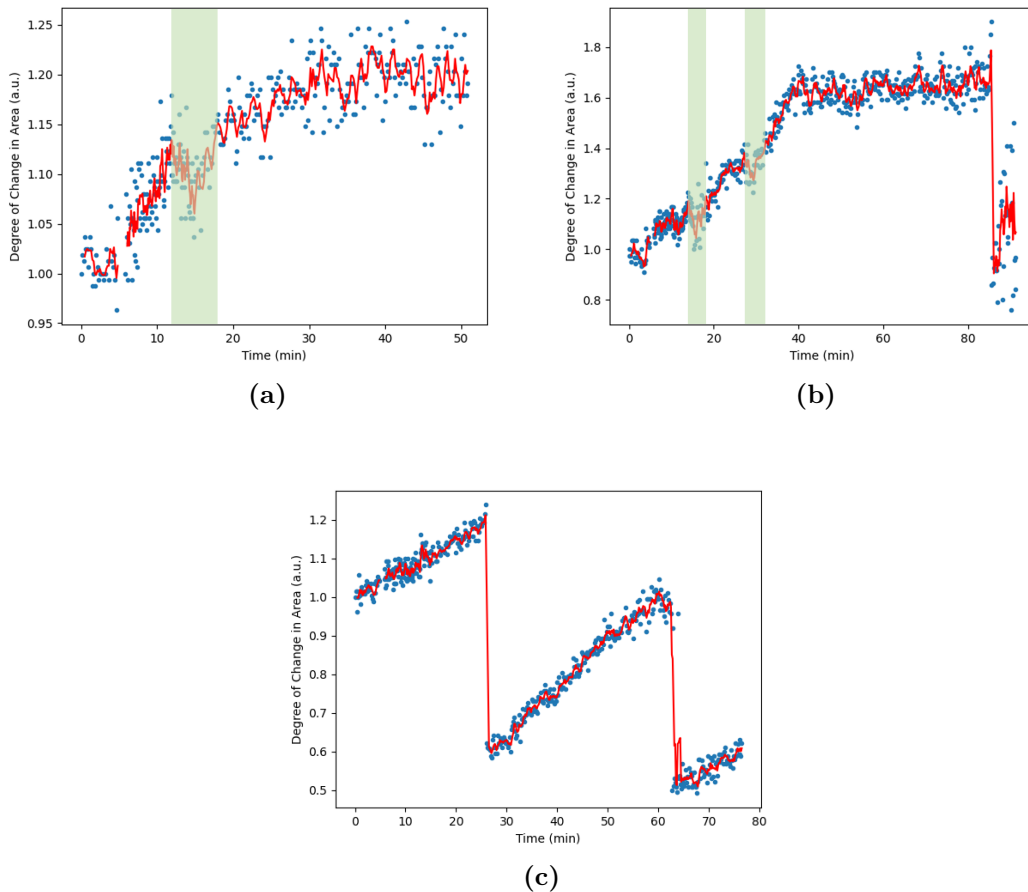 Degree of Change in Area (a.u.)
1.25
1.20
1.15
1.10
1.05
1.00
0.95
0 10 20 30 40 50
Time (min)
(a)
Degree of Change in Area (a.u.)
1.8
1.6
1.4
1.2
1.0
0.8
0 20 40 60 80
Time (min)
(b)
Degree of Change in Area (a.u.)
1.2
1.1
1.0
0.9
0.8
0.7
0.6
0.5
0 10 20 30 40 50 60 70 80
Time (min)
(c)